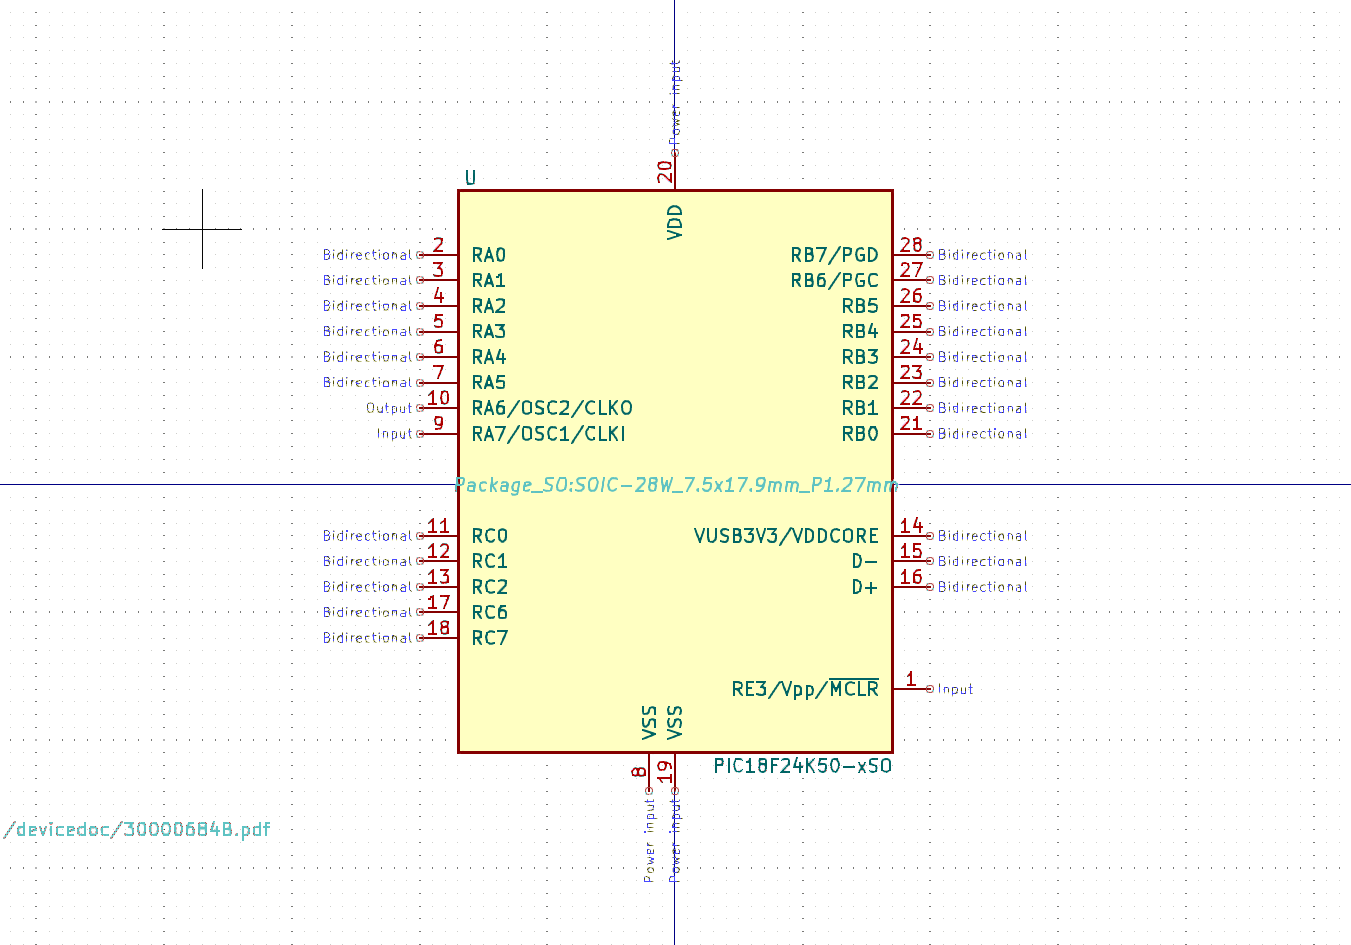 Power input
20
U
VDD
Bidirectional 2 RA0 RB7/PGD 28 Bidirectional
Bidirectional 3 RA1 RB6/PGC 27 Bidirectional
Bidirectional 4 RA2 RB5 26 Bidirectional
Bidirectional 5 RA3 RB4 25 Bidirectional
Bidirectional 6 RA4 RB3 24 Bidirectional
Bidirectional 7 RA5 RB2 23 Bidirectional
Output 10 RA6/OSC2/CLKO RB1 22 Bidirectional
Input 9 RA7/OSC1/CLKI RB0 21 Bidirectional
Package_SO:SOIC-28W_7.5x17.9mm_P1.27mm
Bidirectional 11 RC0 VUSB3V3/VDDCORE 14 Bidirectional
Bidirectional 12 RC1 D- 15 Bidirectional
Bidirectional 13 RC2 D+ 16 Bidirectional
Bidirectional 17 RC6
Bidirectional 18 RC7
RE3/Vpp/MCLR 1 Input
VSS VSS
8 19 PIC18F24K50-xSO
Power input Power input
/devicedoc/30000684B.pdf